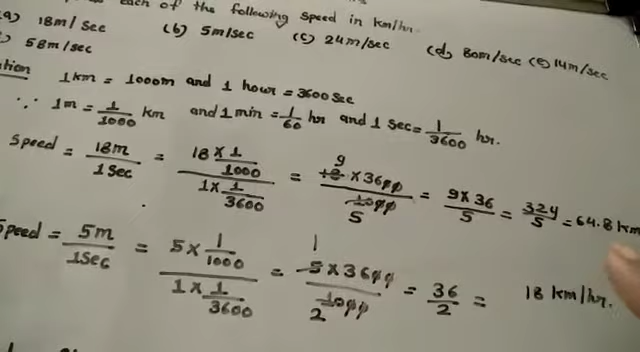 each of the following speed in km/hr.
(a) 18m/sec (b) 5m/sec (c) 24m/sec (d) 80m/sec (e) 14m/sec
58m/sec
1km = 1000m and 1 hour = 3600 sec
∵ 1m = 1/1000 km and 1 min = 1/60 hr and 1 sec = 1/3600 hr.
Speed = 18m/1sec = (18 × 1/1000)/(1 × 1/3600) = 9 18 × 3600/1000 5 = 9 × 36/5 = 324/5 = 64.8 km
Speed = 5m/1sec = (5 × 1/1000)/(1 × 1/3600) = 1 5 × 3600/1000 2 = 36/2 = 18 km/hr.